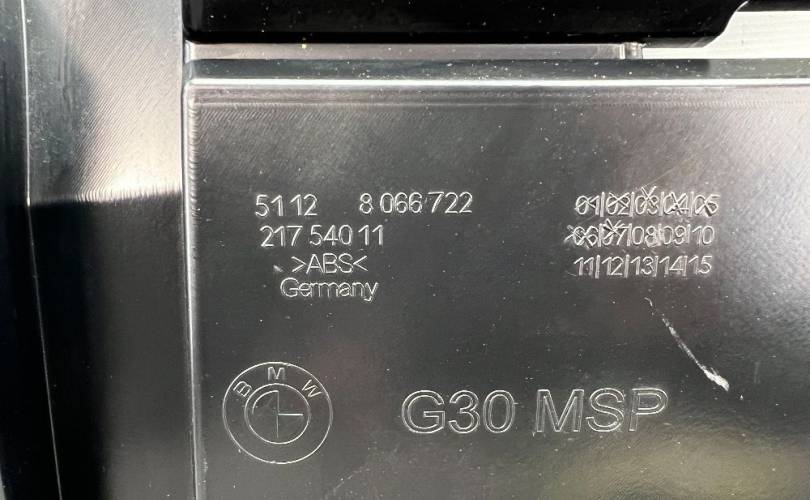 51 12 8 066 722
217 540 11
>ABS<
Germany
01|02|03|04|05
06|07|08|09|10
11|12|13|14|15
BMW
G30 MSP